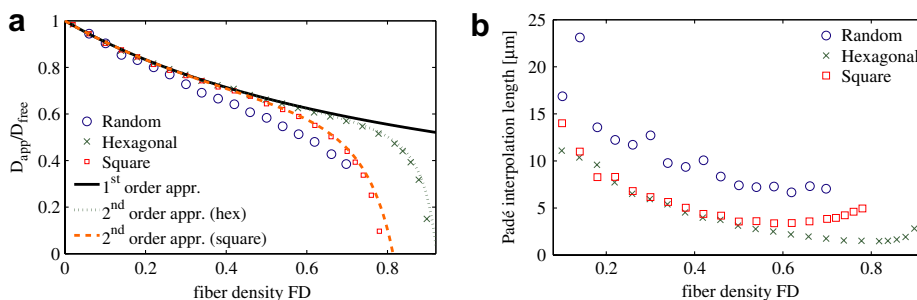 a
1
0.8
0.6
0.4
0.2
0
D_app/D_free
Random
Hexagonal
Square
1st order appr.
2nd order appr. (hex)
2nd order appr. (square)
0 0.2 0.4 0.6 0.8
fiber density FD
b
25
20
15
10
5
0
Padé interpolation length [µm]
Random
Hexagonal
Square
0.2 0.4 0.6 0.8
fiber density FD